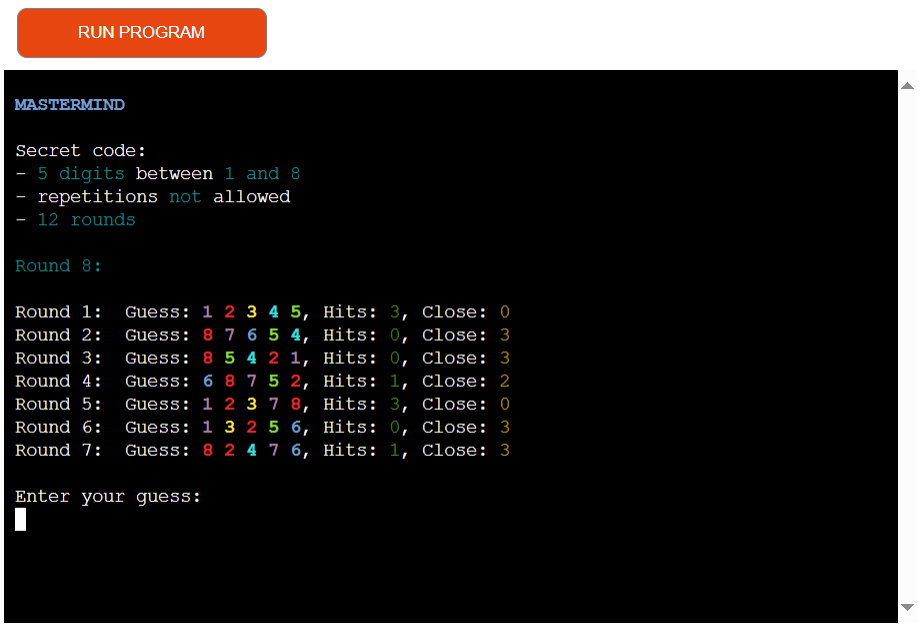 RUN PROGRAM
MASTERMIND
Secret code:
- 5 digits between 1 and 8
- repetitions not allowed
- 12 rounds
Round 8:
Round 1:  Guess: 1 2 3 4 5, Hits: 3, Close: 0
Round 2:  Guess: 8 7 6 5 4, Hits: 0, Close: 3
Round 3:  Guess: 8 5 4 2 1, Hits: 0, Close: 3
Round 4:  Guess: 6 8 7 5 2, Hits: 1, Close: 2
Round 5:  Guess: 1 2 3 7 8, Hits: 3, Close: 0
Round 6:  Guess: 1 3 2 5 6, Hits: 0, Close: 3
Round 7:  Guess: 8 2 4 7 6, Hits: 1, Close: 3
Enter your guess: